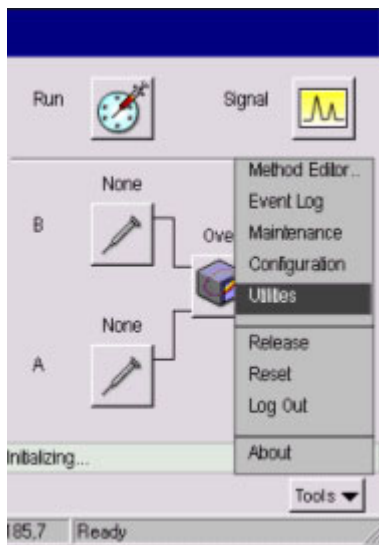 Run
Signal
None
B
Ove
None
A
Method Editor..
Event Log
Maintenance
Configuration
Utilities
Release
Reset
Log Out
About
Initializing...
Tools
185,7
Ready